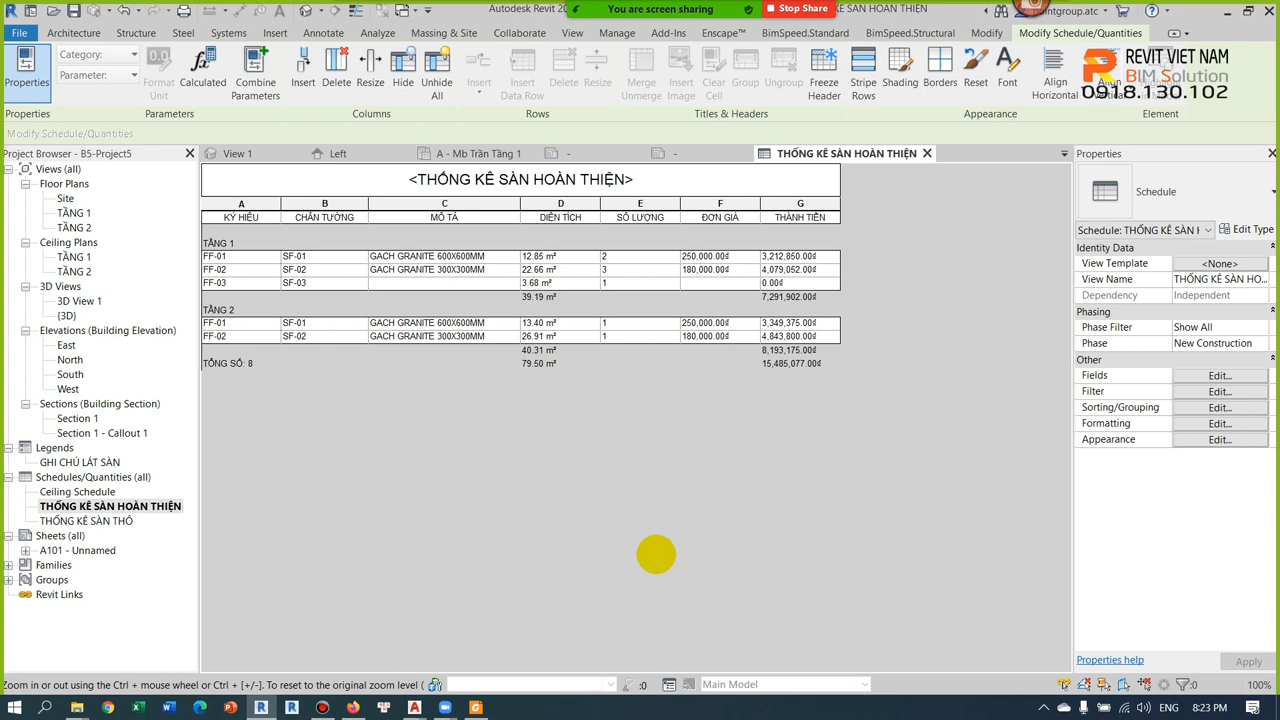 Autodesk Revit 20
You are screen sharing
Stop Share
KÊ SÀN HOÀN THIỆN
ointgroup.atc
File Architecture Structure Steel Systems Insert Annotate Analyze Massing & Site Collaborate View Manage Add-Ins Enscape™ BimSpeed.Standard BimSpeed.Structural Modify Modify Schedule/Quantities
Category:
Parameter:
Properties
Format Unit
Calculated
Combine Parameters
Insert
Delete
Resize
Hide
Unhide All
Insert
Insert Data Row
Delete
Resize
Merge Unmerge
Insert Image
Clear Cell
Group
Ungroup
Freeze Header
Stripe Rows
Shading
Borders
Reset
Font
Align Horizontal
REVIT VIET NAM
BIM Solution
0918.130.102
Properties Parameters Columns Rows Titles & Headers Appearance Element
Modify Schedule/Quantities
Project Browser - B5-Project5
View 1
Left
A - Mb Trần Tầng 1
-
-
THỐNG KÊ SÀN HOÀN THIỆN
Views (all)
Floor Plans
Site
TẦNG 1
TẦNG 2
Ceiling Plans
TẦNG 1
TẦNG 2
3D Views
3D View 1
{3D}
Elevations (Building Elevation)
East
North
South
West
Sections (Building Section)
Section 1
Section 1 - Callout 1
Legends
GHI CHÚ LÁT SÀN
Schedules/Quantities (all)
Ceiling Schedule
THỐNG KÊ SÀN HOÀN THIỆN
THỐNG KÊ SÀN THÔ
Sheets (all)
A101 - Unnamed
Families
Groups
Revit Links
<THỐNG KÊ SÀN HOÀN THIỆN>
A B C D E F G
KÝ HIỆU CHÂN TƯỜNG MÔ TẢ DIỆN TÍCH SỐ LƯỢNG ĐƠN GIÁ THÀNH TIỀN
TẦNG 1
FF-01 SF-01 GẠCH GRANITE 600X600MM 12.85 m² 2 250,000.00₫ 3,212,850.00₫
FF-02 SF-02 GẠCH GRANITE 300X300MM 22.66 m² 3 180,000.00₫ 4,079,052.00₫
FF-03 SF-03 3.68 m² 1 0.00₫
39.19 m² 7,291,902.00₫
TẦNG 2
FF-01 SF-01 GẠCH GRANITE 600X600MM 13.40 m² 1 250,000.00₫ 3,349,375.00₫
FF-02 SF-02 GẠCH GRANITE 300X300MM 26.91 m² 1 180,000.00₫ 4,843,800.00₫
40.31 m² 8,193,175.00₫
TỔNG SỐ: 8 79.50 m² 15,485,077.00₫
Properties
Schedule
Schedule: THỐNG KÊ SÀN H
Edit Type
Identity Data
View Template <None>
View Name THỐNG KÊ SÀN HO...
Dependency Independent
Phasing
Phase Filter Show All
Phase New Construction
Other
Fields Edit...
Filter Edit...
Sorting/Grouping Edit...
Formatting Edit...
Appearance Edit...
Properties help
Apply
Zoom in or out using the Ctrl + mouse wheel or Ctrl + [+/-]. To reset to the original zoom level (
:0
Main Model
:0
100%
ENG 8:23 PM